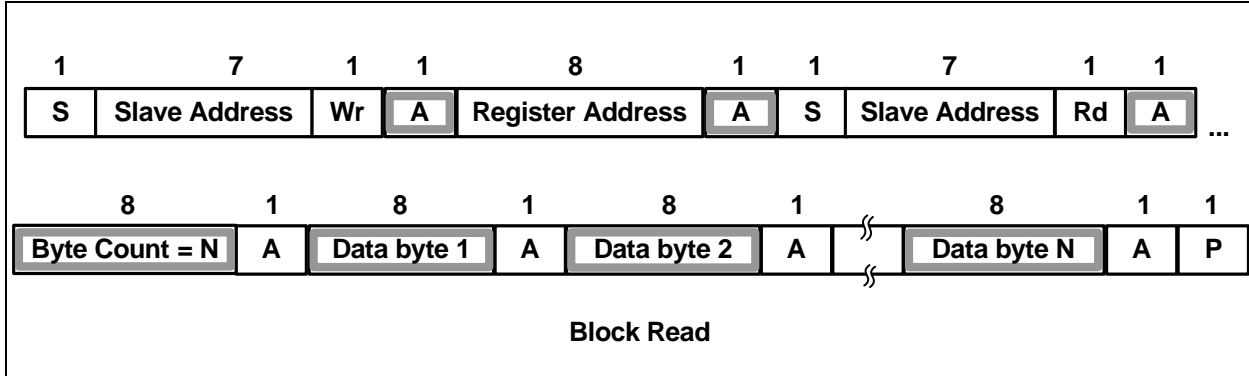 1 7 1 1 8 1 1 7 1 1
S Slave Address Wr A Register Address A S Slave Address Rd A ...
8 1 8 1 8 1 8 1 1
Byte Count = N A Data byte 1 A Data byte 2 A Data byte N A P
Block Read